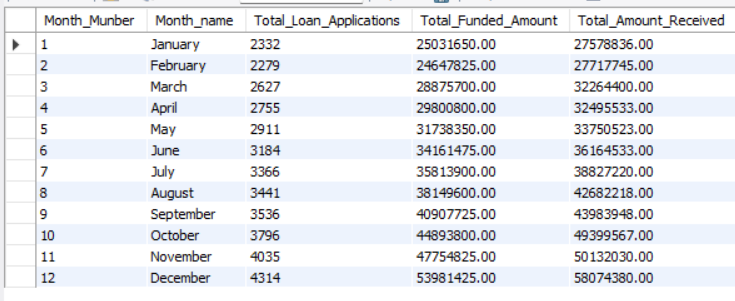 Month_Munber Month_name Total_Loan_Applications Total_Funded_Amount Total_Amount_Received
1 January 2332 25031650.00 27578836.00
2 February 2279 24647825.00 27717745.00
3 March 2627 28875700.00 32264400.00
4 April 2755 29800800.00 32495533.00
5 May 2911 31738350.00 33750523.00
6 June 3184 34161475.00 36164533.00
7 July 3366 35813900.00 38827220.00
8 August 3441 38149600.00 42682218.00
9 September 3536 40907725.00 43983948.00
10 October 3796 44893800.00 49399567.00
11 November 4035 47754825.00 50132030.00
12 December 4314 53981425.00 58074380.00